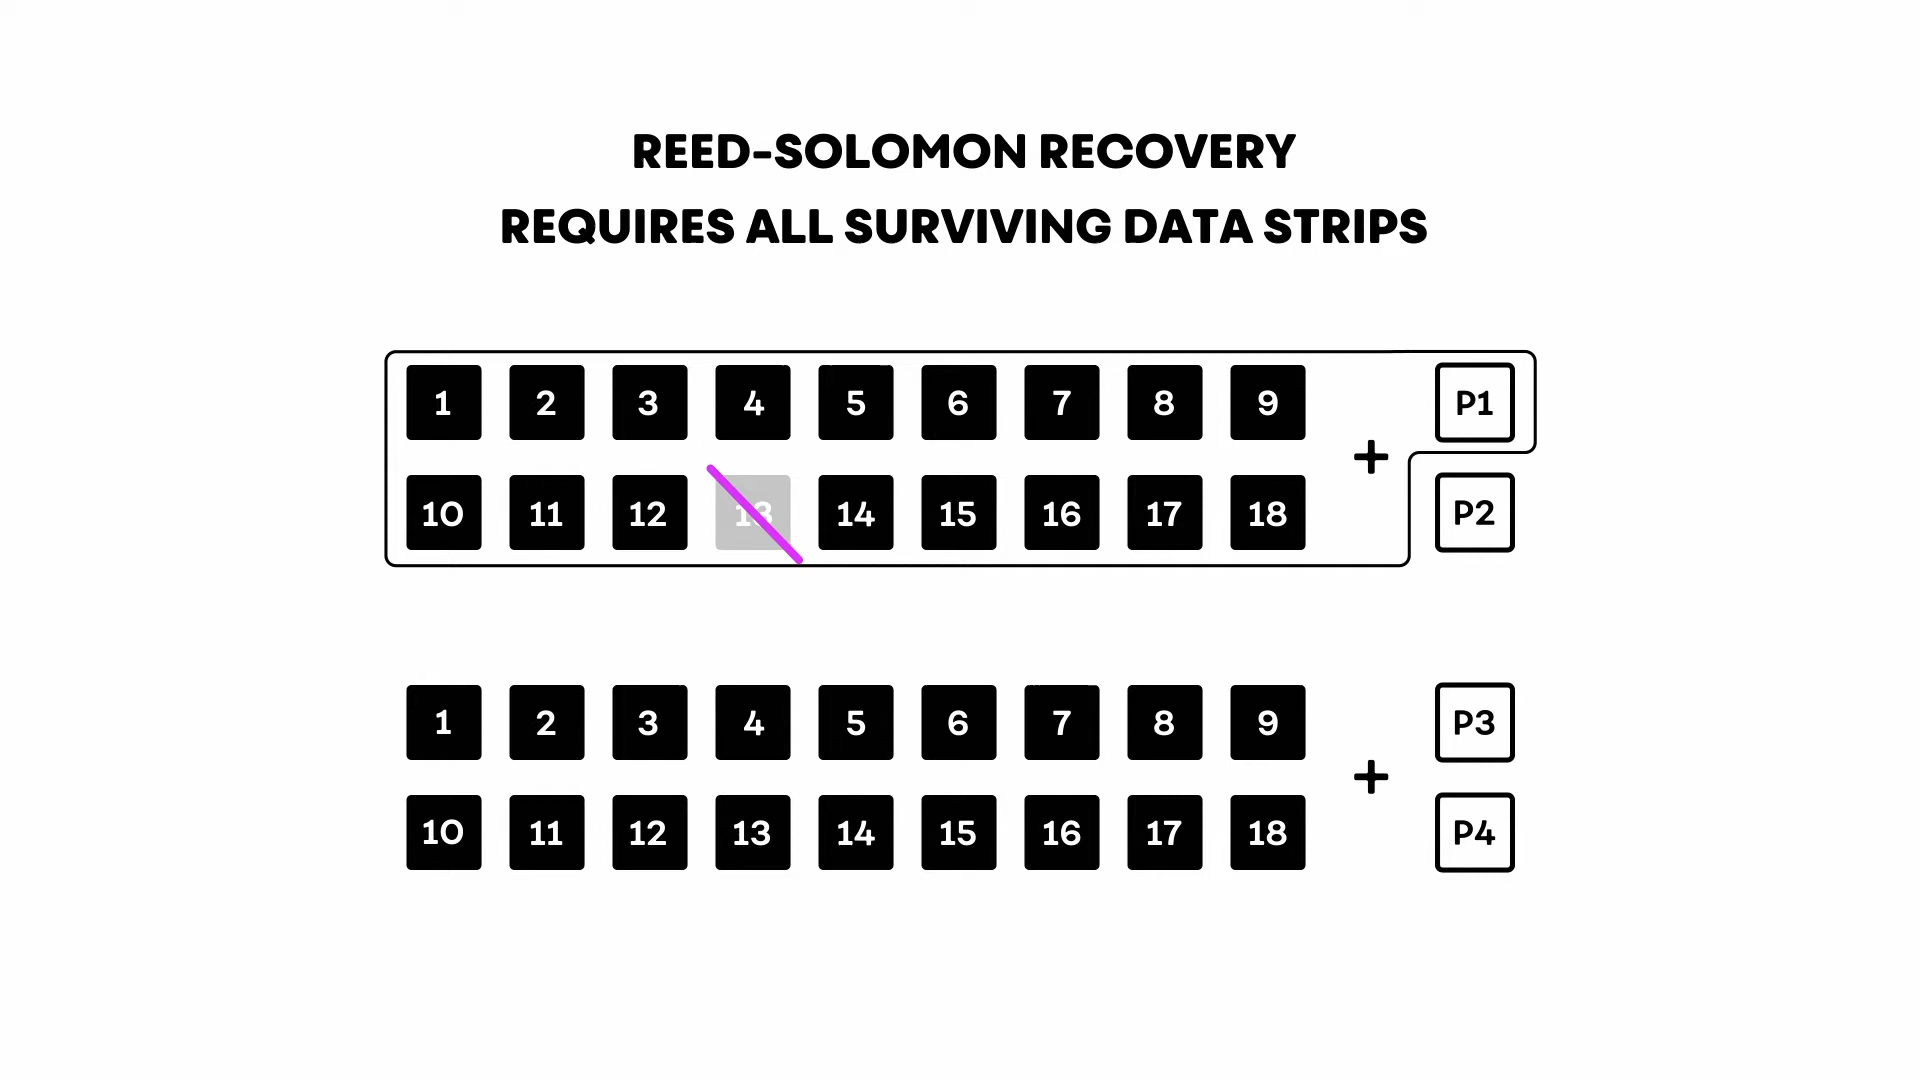 REED-SOLOMON RECOVERY
REQUIRES ALL SURVIVING DATA STRIPS
1 2 3 4 5 6 7 8 9 + P1
10 11 12 13 14 15 16 17 18 P2
1 2 3 4 5 6 7 8 9 + P3
10 11 12 13 14 15 16 17 18 P4